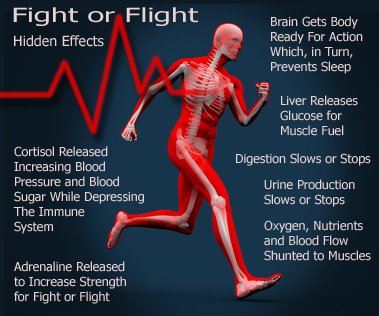 Fight or Flight
Hidden Effects
Brain Gets Body
Ready For Action
Which, in Turn,
Prevents Sleep
Liver Releases
Glucose for
Muscle Fuel
Cortisol Released
Increasing Blood
Pressure and Blood
Sugar While Depressing
The Immune
System
Digestion Slows or Stops
Urine Production
Slows or Stops
Oxygen, Nutrients
and Blood Flow
Shunted to Muscles
Adrenaline Released
to Increase Strength
for Fight or Flight